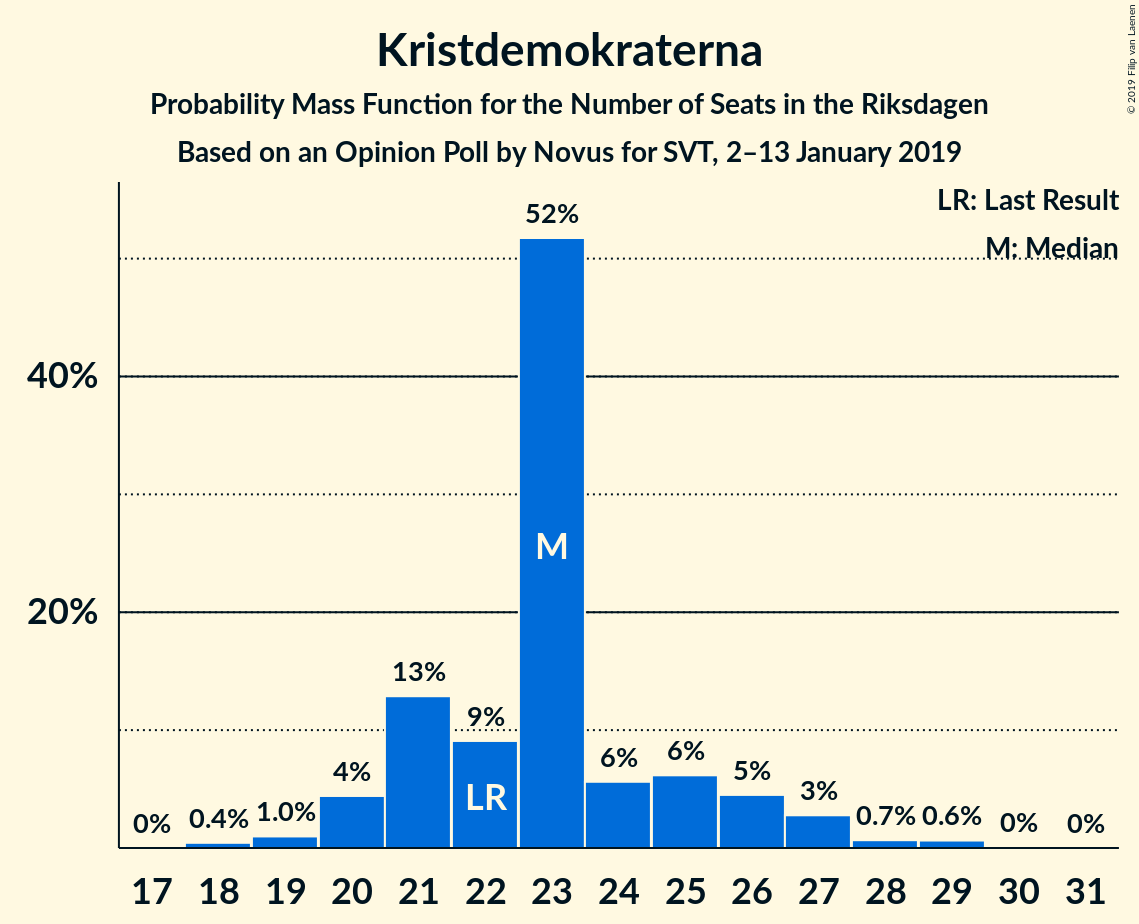 Kristdemokraterna
Probability Mass Function for the Number of Seats in the Riksdagen
Based on an Opinion Poll by Novus for SVT, 2–13 January 2019
© 2019 Filip van Laenen
LR: Last Result
M: Median
40%
20%
0%
0.4%
1.0%
4%
13%
9%
52%
6%
6%
5%
3%
0.7%
0.6%
0%
0%
LR
M
17 18 19 20 21 22 23 24 25 26 27 28 29 30 31